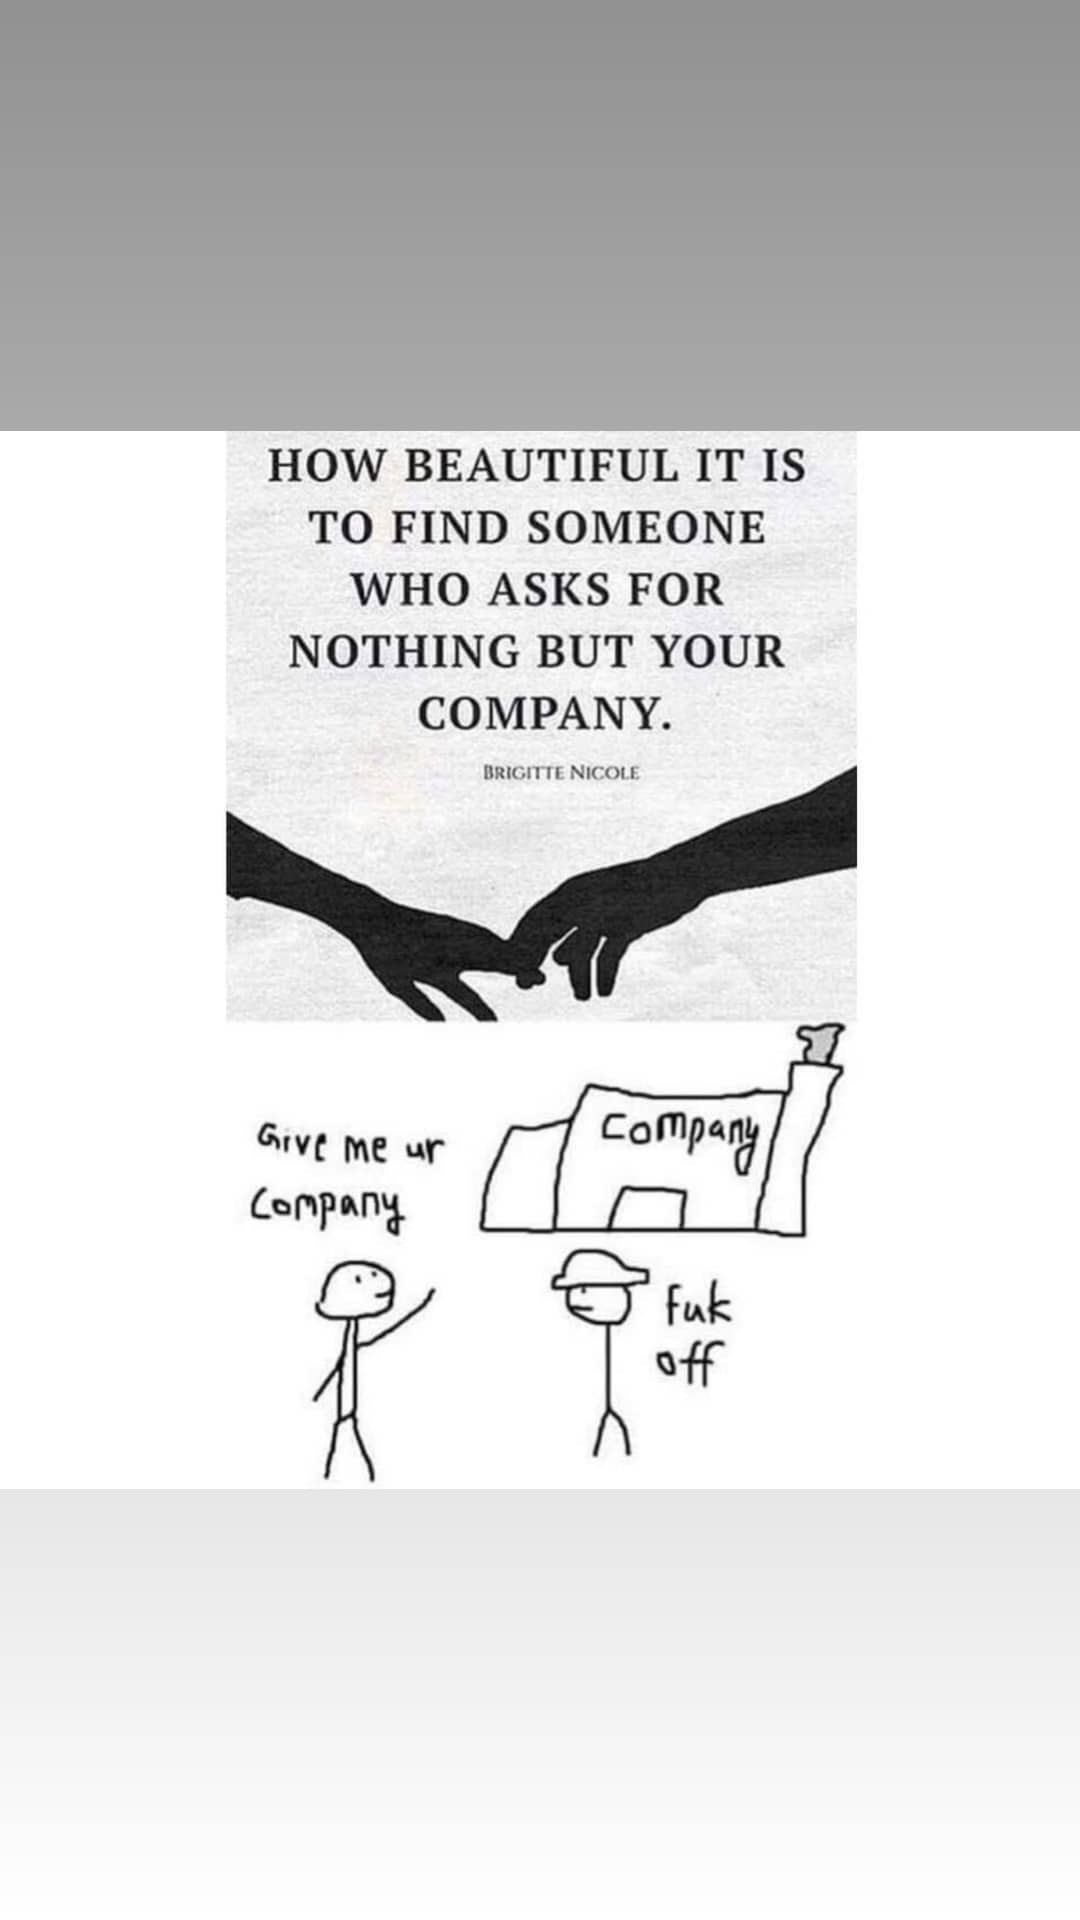 HOW BEAUTIFUL IT IS
TO FIND SOMEONE
WHO ASKS FOR
NOTHING BUT YOUR
COMPANY.
BRIGITTE NICOLE
Company
Give me ur
Company
fuk
off